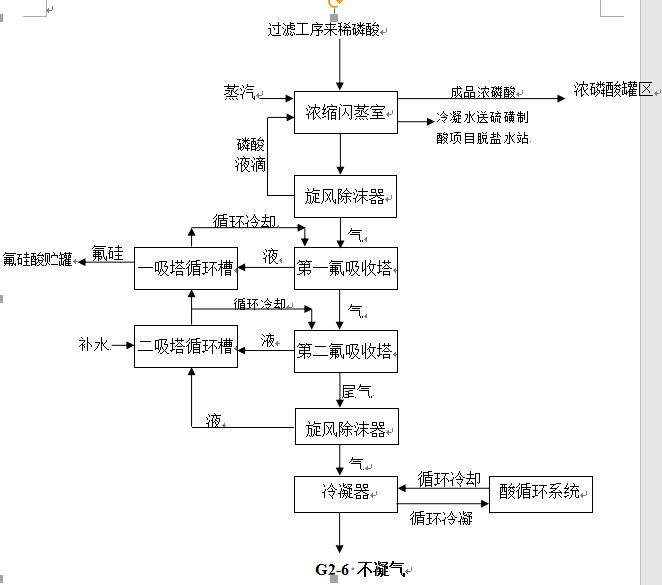 过滤工序来稀磷酸
蒸汽
浓缩闪蒸室
成品浓磷酸
浓磷酸罐区
冷凝水送硫磺制
酸项目脱盐水站
磷酸
液滴
旋风除沫器
循环冷却
气
氟硅酸贮罐
氟硅
一吸塔循环槽
液
第一氟吸收塔
循环冷却
气
补水
二吸塔循环槽
液
第二氟吸收塔
尾气
液
旋风除沫器
气
冷凝器
循环冷却
循环冷凝
酸循环系统
G2-6 不凝气